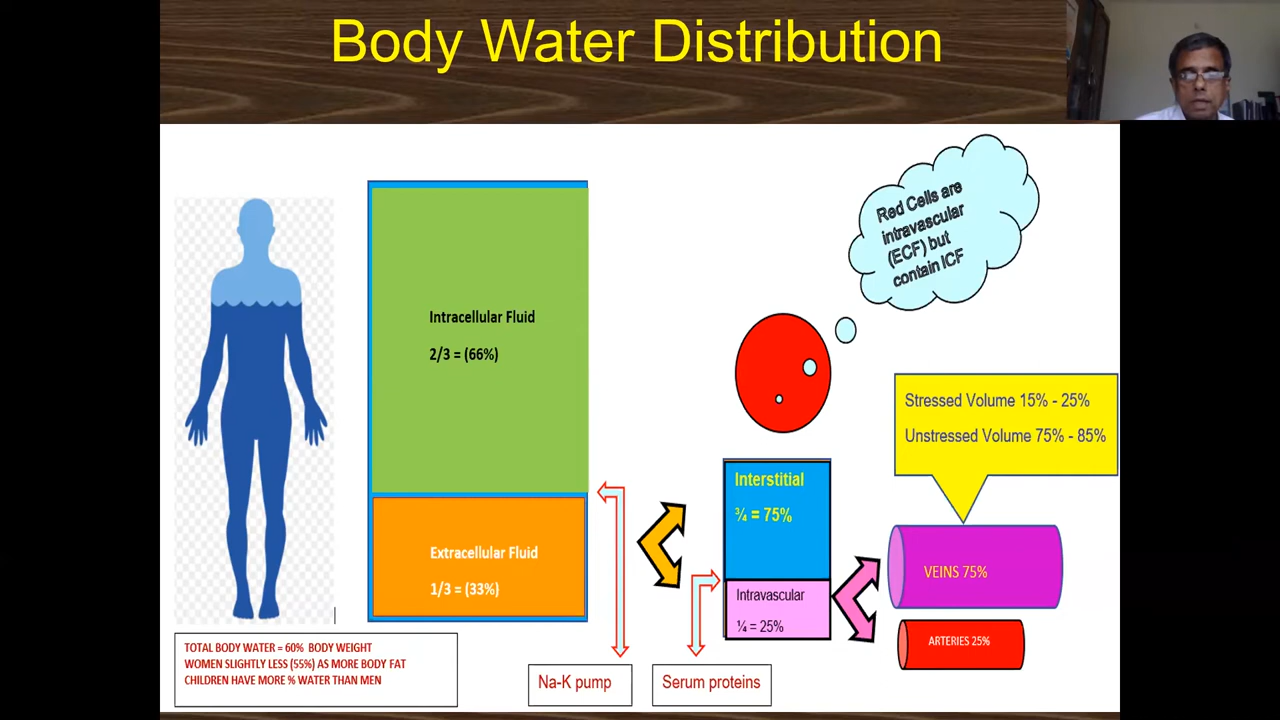 Body Water Distribution
Red Cells are
intravascular
(ECF) but
contain ICF
Intracellular Fluid
2/3 = (66%)
Stressed Volume 15% - 25%
Unstressed Volume 75% - 85%
Interstitial
¾ = 75%
Extracellular Fluid
1/3 = (33%)
Intravascular
¼ = 25%
VEINS 75%
ARTERIES 25%
TOTAL BODY WATER = 60% BODY WEIGHT
WOMEN SLIGHTLY LESS (55%) AS MORE BODY FAT
CHILDREN HAVE MORE % WATER THAN MEN
Na-K pump
Serum proteins